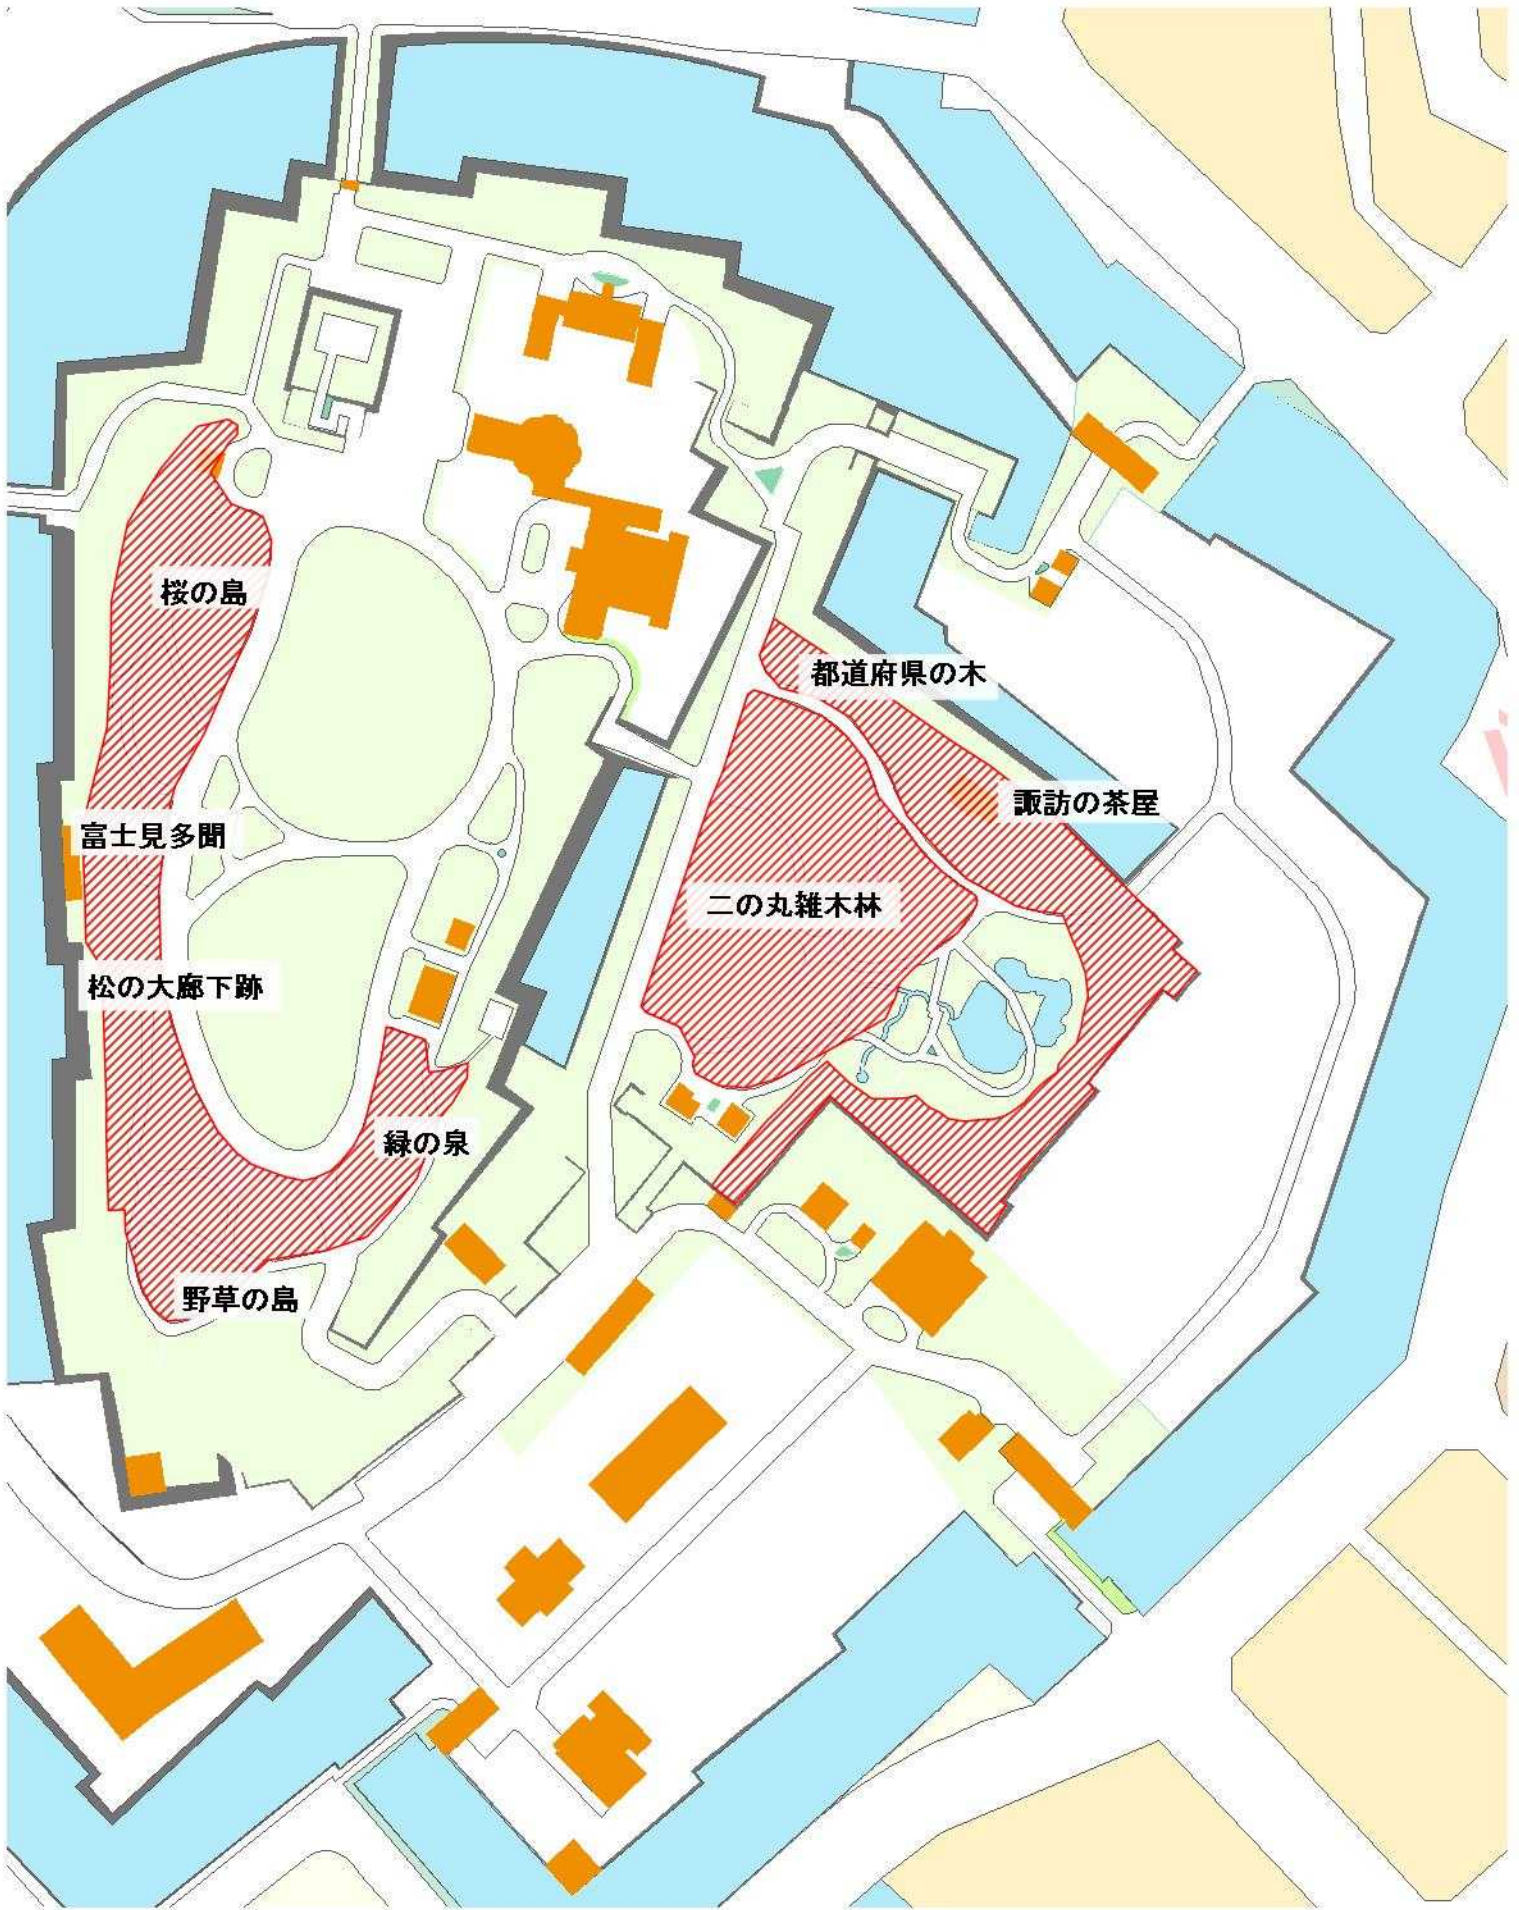 桜の島
都道府県の木
諏訪の茶屋
富士見多聞
二の丸雑木林
松の大廊下跡
緑の泉
野草の島